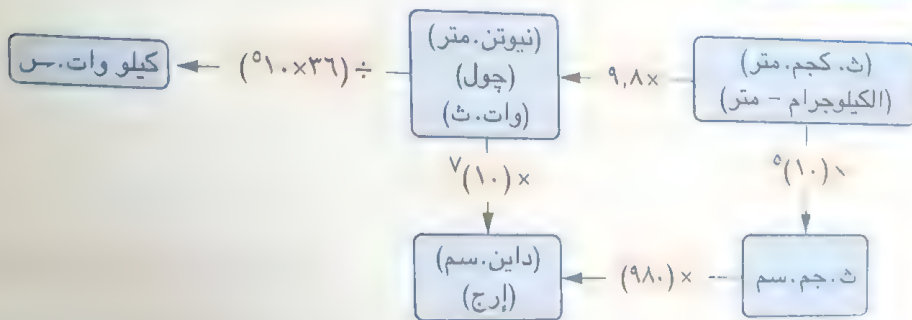 (ث. كجم. متر)
(الكيلوجرام - متر)
×٩,٨
(نيوتن. متر)
(چول)
(وات. ث)
÷ (٣٦×١٠⁵)
كيلو وات. س
× (١٠)⁷
× (١٠)⁵
ث. جم. سم
× (٩٨٠)
(داين. سم)
(إرج)